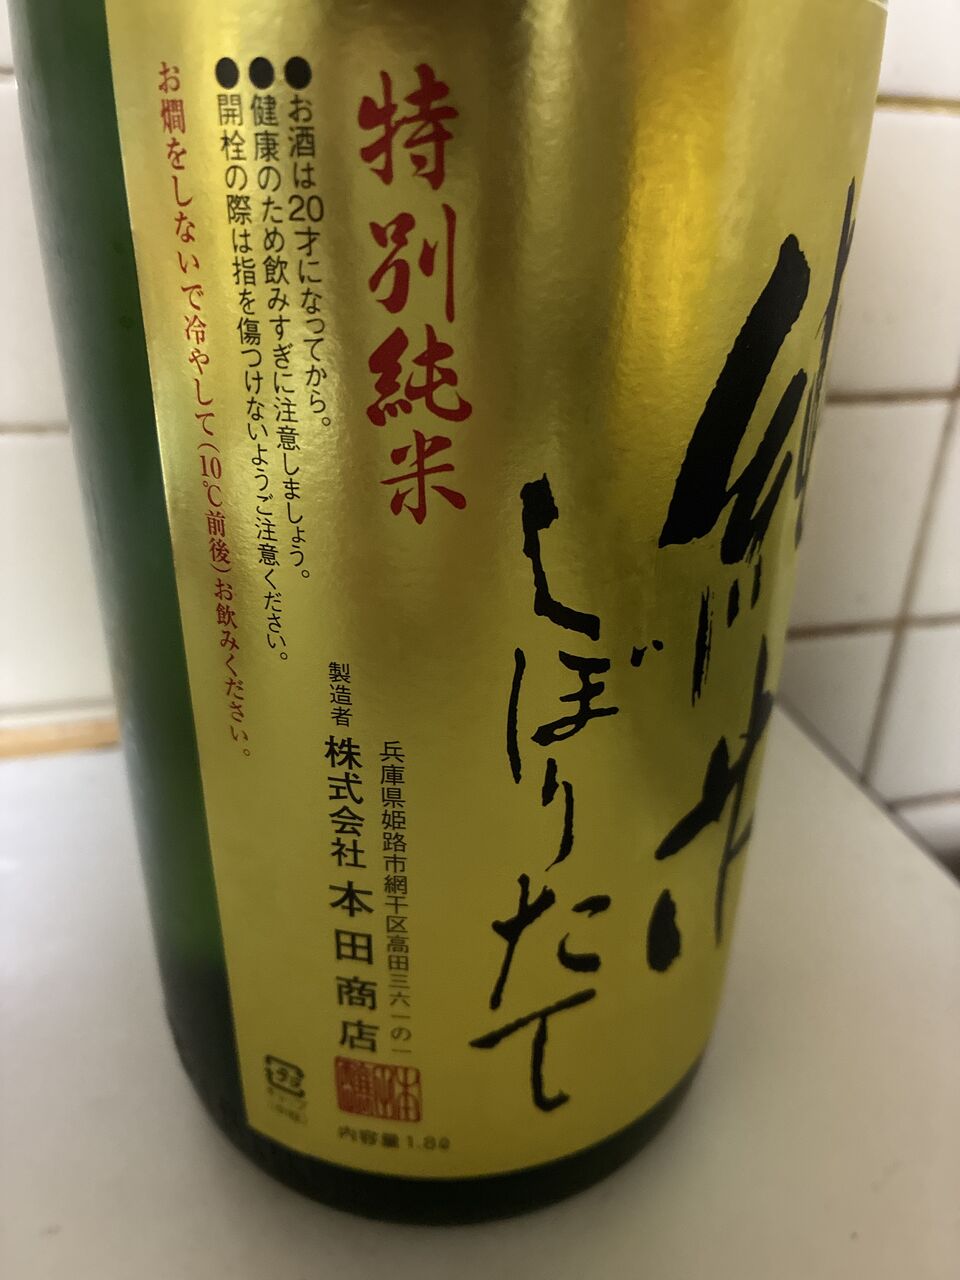 しぼりたて
特別純米
●お酒は20才になってから。
●健康のため飲みすぎに注意しましょう。
●開栓の際は指を傷つけないようご注意ください。
お燗をしないで冷やして(10℃前後)お飲みください。
兵庫県姫路市網干区高田三六一の一
製造者 株式会社 本田商店
内容量1.8ℓ